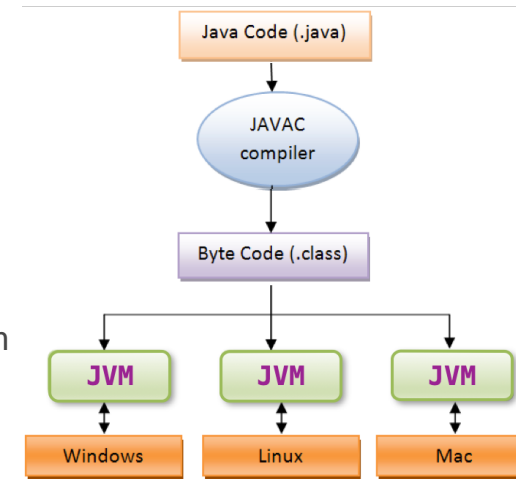 Java Code (.java)
JAVAC
compiler
Byte Code (.class)
JVM JVM JVM
Windows Linux Mac